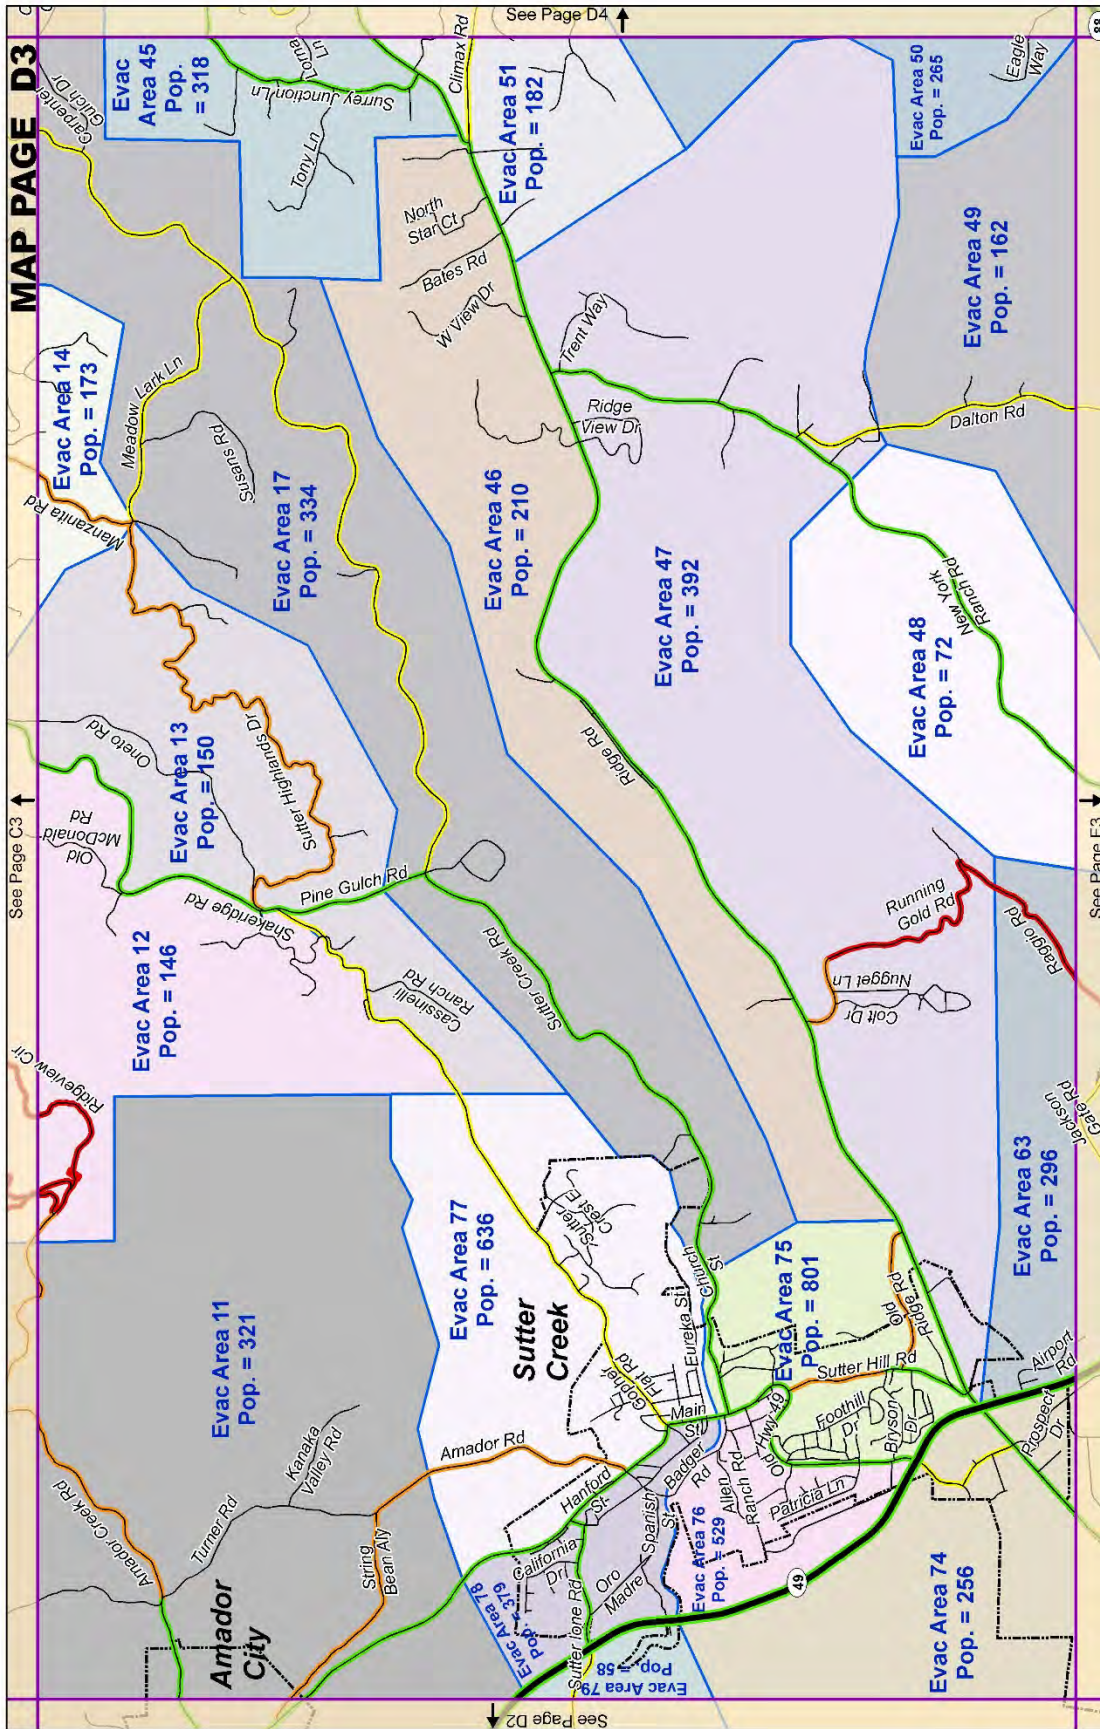 MAP PAGE D3
See Page D4
See Page C3
See Page E3
See Page D2
88
Evac
Area 45
Pop.
= 318
Lorna
Ln
Surrey Junction Ln
Tony Ln
Climax Rd
Evac Area 51
Pop. = 182
Evac Area 50
Pop. = 265
Eagle
Way
Carpenter
Gulch Dr
Evac Area 14
Pop. = 173
Meadow Lark Ln
Manzanita Rd
Susans Rd
Evac Area 17
Pop. = 334
North
Star Ct
Bates Rd
W View Dr
Trent Way
Ridge
View Dr
Evac Area 46
Pop. = 210
Evac Area 49
Pop. = 162
Dalton Rd
Evac Area 47
Pop. = 392
New York
Ranch Rd
Evac Area 48
Pop. = 72
Oneto Rd
Evac Area 13
Pop. = 150
Sutter Highlands Dr
Old
McDonald
Rd
Pine Gulch Rd
Shakeridge Rd
Ridge Rd
Evac Area 12
Pop. = 146
Cassinelli
Ranch Rd
Sutter Creek Rd
Running
Gold Rd
Raggio Rd
Nugget Ln
Colt Dr
Ridgeview Cir
Jackson
Gate Rd
Evac Area 63
Pop. = 296
Evac Area 11
Pop. = 321
Evac Area 77
Pop. = 636
Sutter
Crest E
Sutter
Creek
Church
St
Eureka St
Gopher
Flat Rd
Main
St
Evac Area 75
Pop. = 801
Old
Ridge Rd
Sutter Hill Rd
Airport
Rd
Prospect
Dr
Foothill
Dr
Bryson
Dr
Old
Hwy 49
Patricia Ln
Allen
Ranch Rd
Badger
Rd
Spanish
St
Hanford
St
Amador Rd
Kanaka
Valley Rd
Turner Rd
Amador Creek Rd
String
Bean Aly
Amador
City
California
Dr
Oro
Madre
Sutter Ione Rd
Evac Area 76
Pop. = 529
Evac Area 78
Pop. = 379
Evac Area 79
Pop. = 58
49
Evac Area 74
Pop. = 256